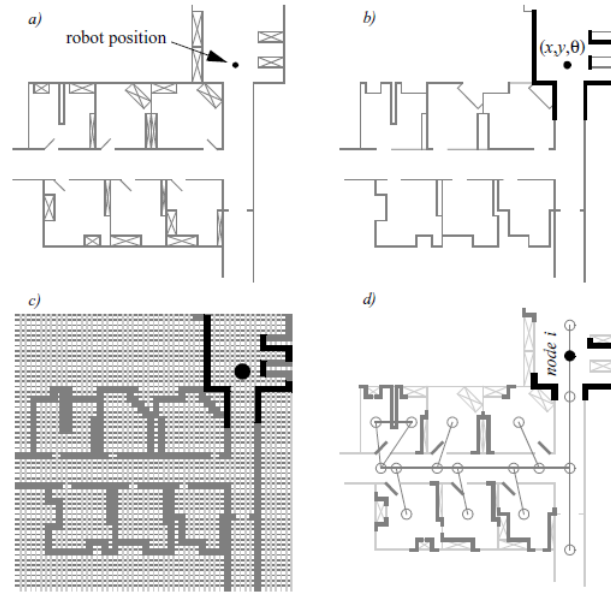 a)
robot position
b)
(x,y,θ)
c)
d)
node i